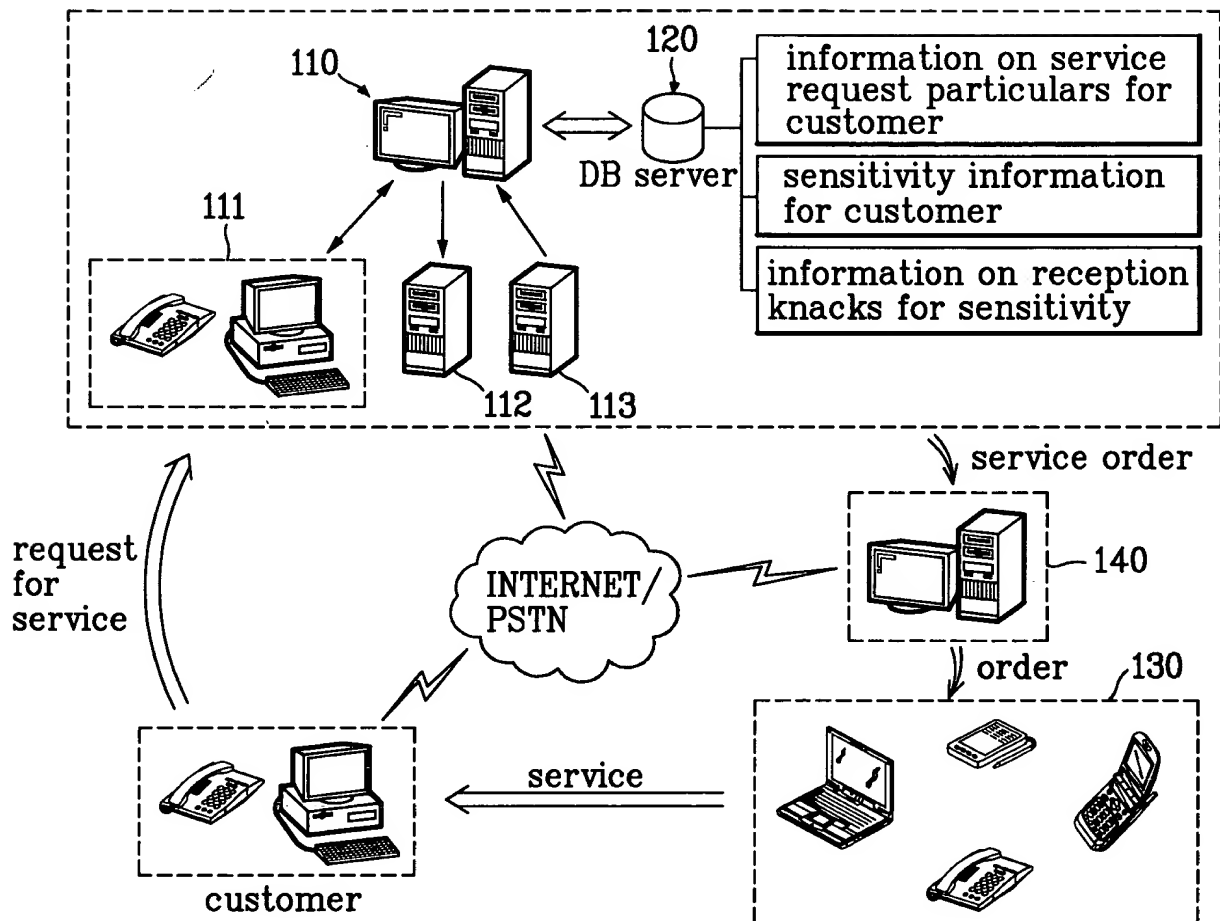 110
120
information on service
request particulars for
customer
DB server
sensitivity information
for customer
111
information on reception
knacks for sensitivity
112
113
service order
request
for
service
INTERNET/
PSTN
140
order
130
service
customer